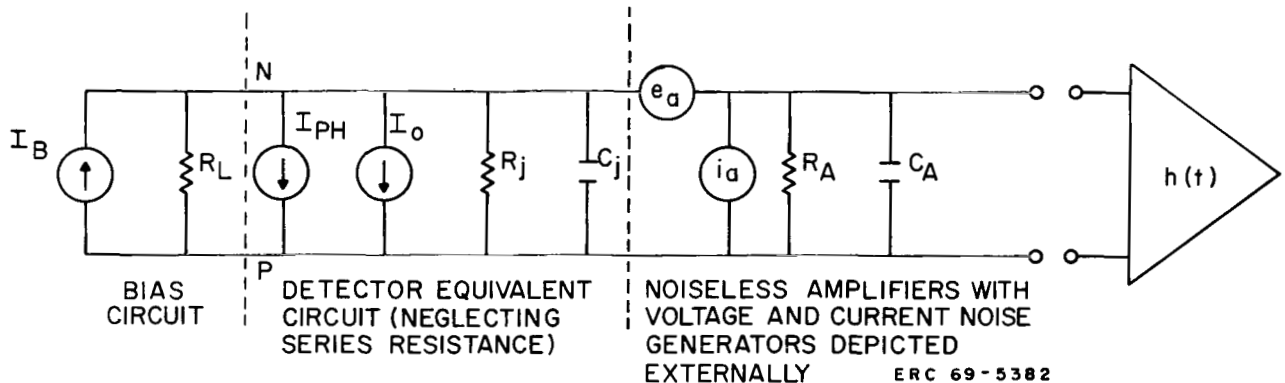 N
I_B
R_L
I_PH
I_o
R_j
C_j
e_a
i_a
R_A
C_A
h(t)
P
BIAS
CIRCUIT
DETECTOR EQUIVALENT
CIRCUIT (NEGLECTING
SERIES RESISTANCE)
NOISELESS AMPLIFIERS WITH
VOLTAGE AND CURRENT NOISE
GENERATORS DEPICTED
EXTERNALLY
ERC 69-5382